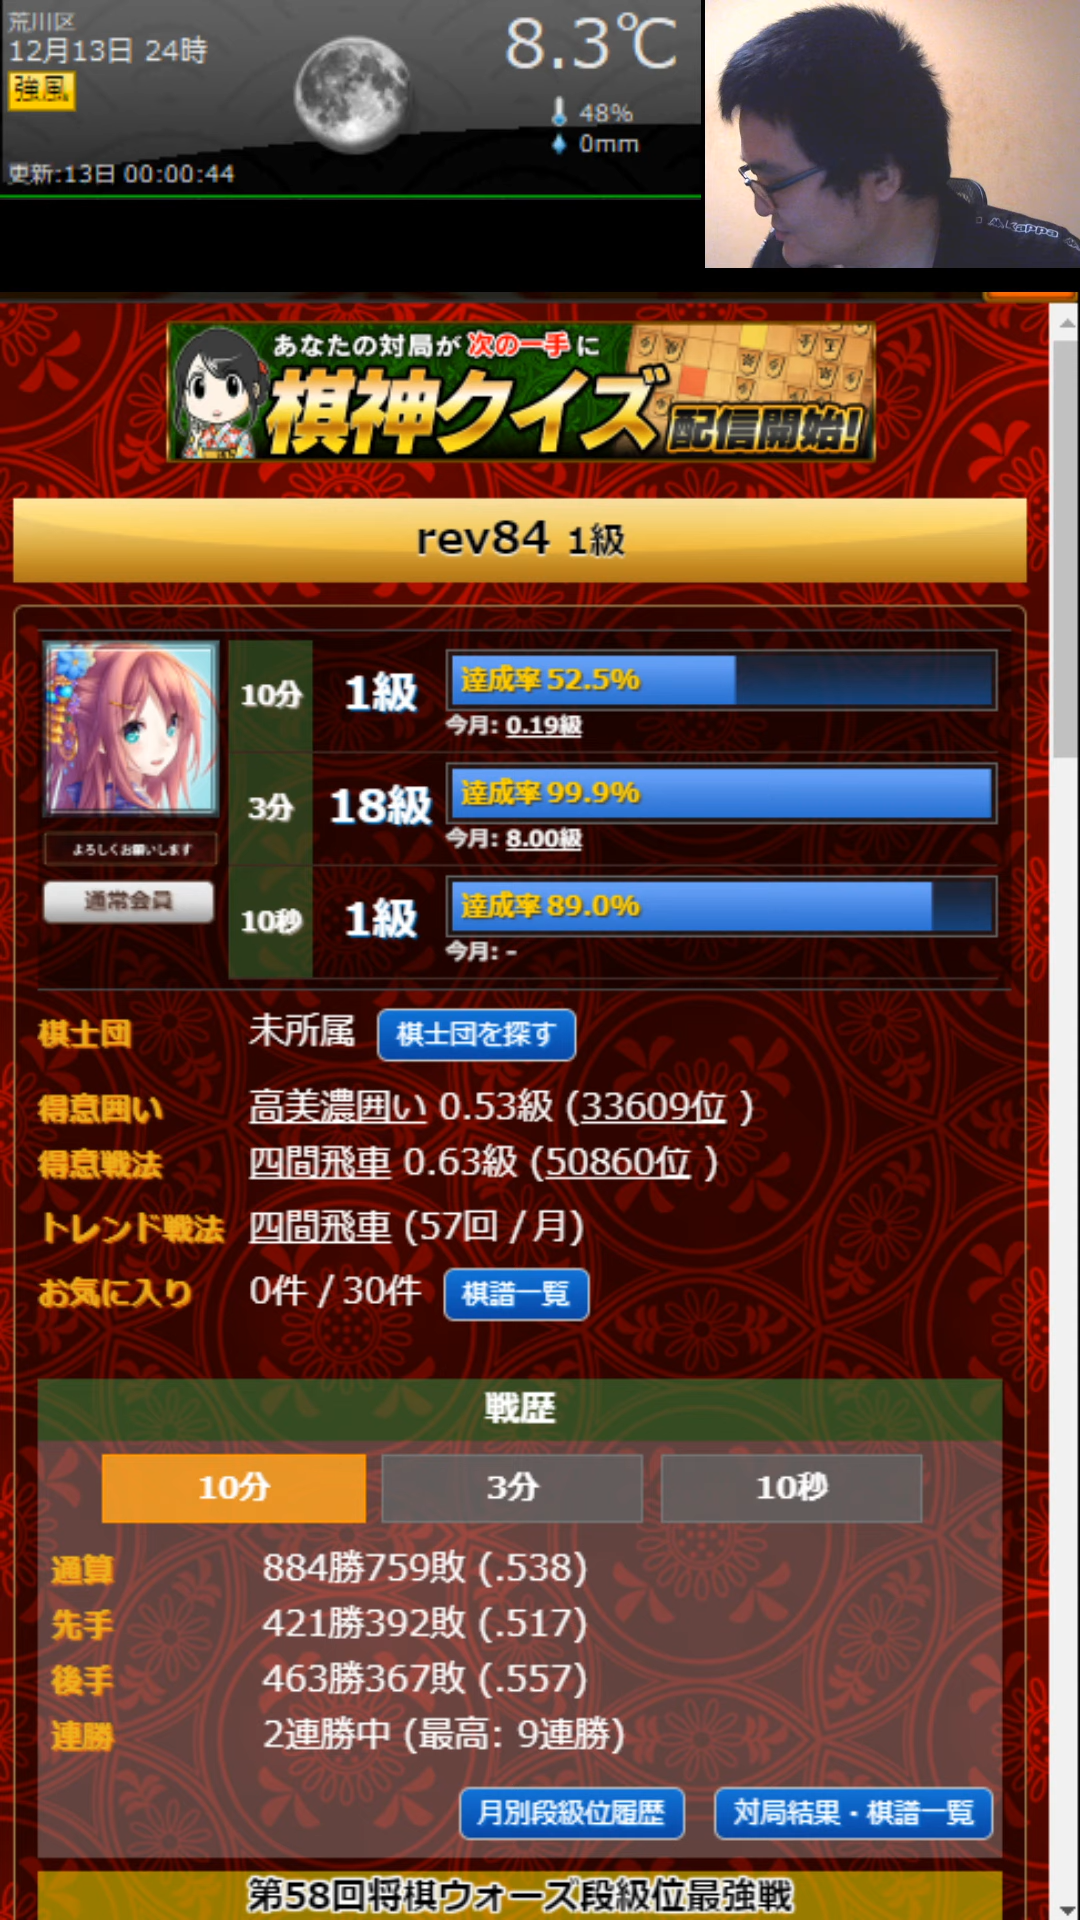 荒川区
12月13日 24時
強風
8.3℃
48%
0mm
更新:13日 00:00:44
Kappa
あなたの対局が 次の一手 に
棋神クイズ
配信開始!
rev84 1級
10分 1級 達成率 52.5%
今月: 0.19級
3分 18級 達成率 99.9%
今月: 8.00級
よろしくお願いします
通常会員
10秒 1級 達成率 89.0%
今月: -
棋士団 未所属 棋士団を探す
得意囲い 高美濃囲い 0.53級 (33609位 )
得意戦法 四間飛車 0.63級 (50860位 )
トレンド戦法 四間飛車 (57回 / 月)
お気に入り 0件 / 30件 棋譜一覧
戦歴
10分 3分 10秒
通算 884勝759敗 (.538)
先手 421勝392敗 (.517)
後手 463勝367敗 (.557)
連勝 2連勝中 (最高: 9連勝)
月別段級位履歴 対局結果・棋譜一覧
第58回将棋ウォーズ段級位最強戦